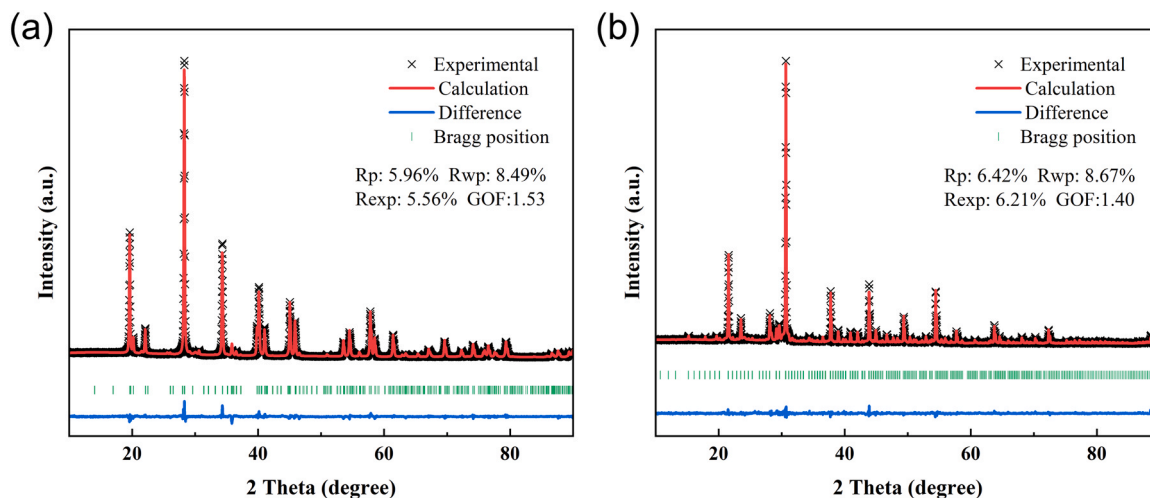 (a)
Experimental
Calculation
Difference
Bragg position
Rp: 5.96% Rwp: 8.49%
Rexp: 5.56% GOF:1.53
Intensity (a.u.)
20 40 60 80
2 Theta (degree)
(b)
Experimental
Calculation
Difference
Bragg position
Rp: 6.42% Rwp: 8.67%
Rexp: 6.21% GOF: 1.40
Intensity (a.u.)
20 40 60 80
2 Theta (degree)